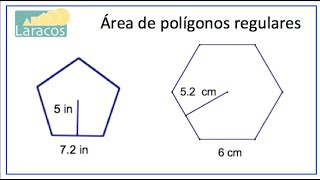 Laracos
Área de polígonos regulares
5 in
7.2 in
5.2 cm
6 cm